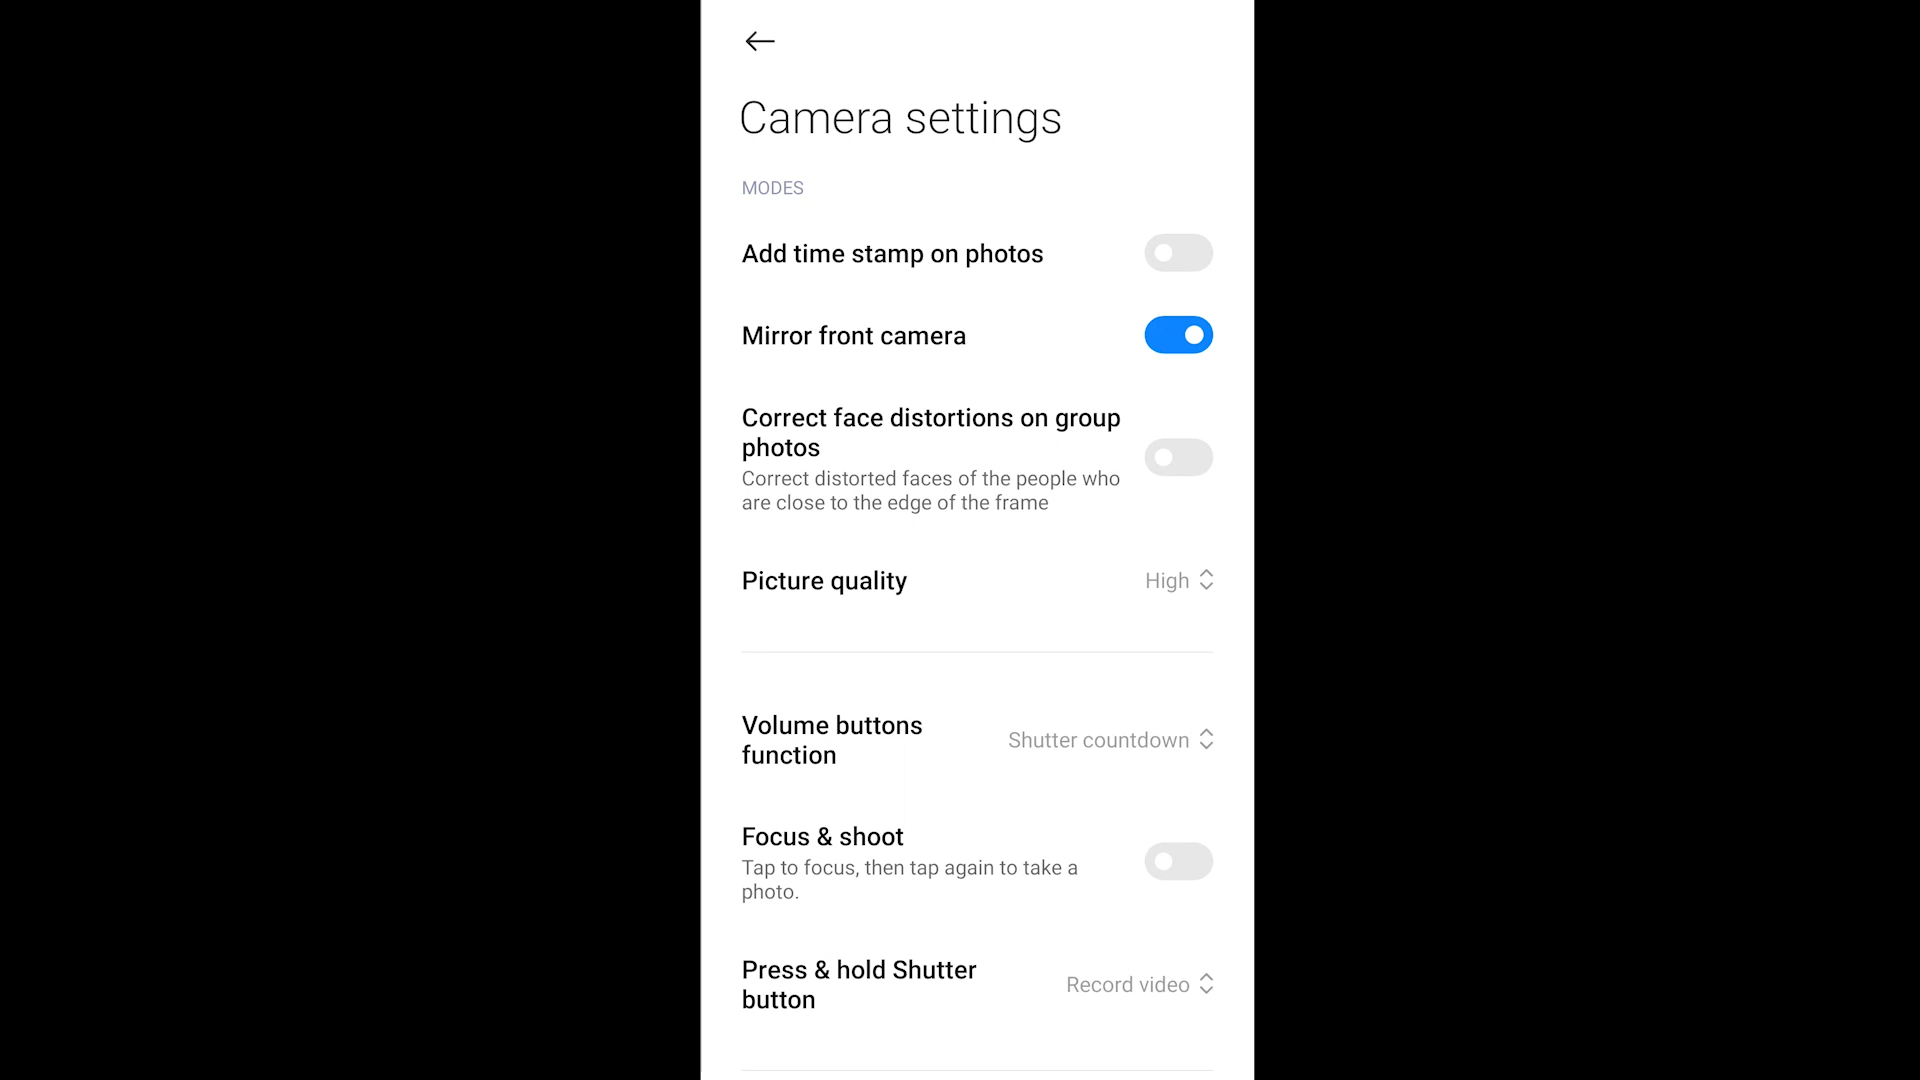 Camera settings
MODES
Add time stamp on photos
Mirror front camera
Correct face distortions on group
photos
Correct distorted faces of the people who
are close to the edge of the frame
Picture quality
High
Volume buttons
function
Shutter countdown
Focus & shoot
Tap to focus, then tap again to take a
photo.
Press & hold Shutter
button
Record video